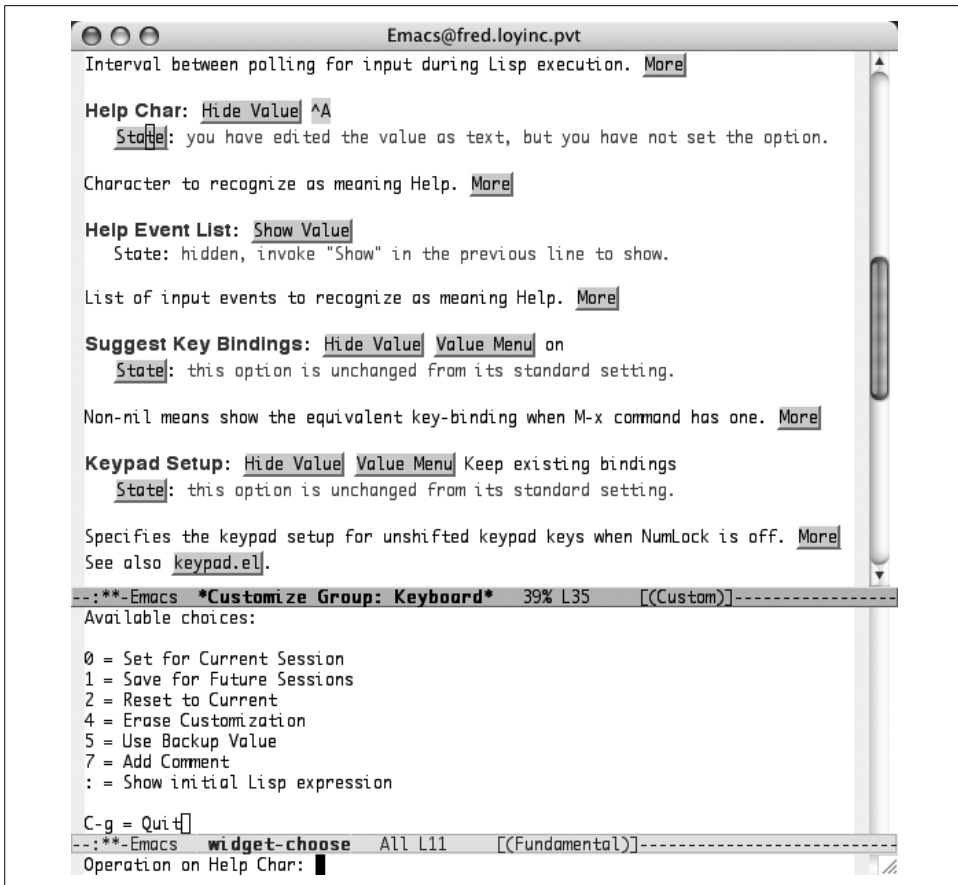 Emacs@fred.loyinc.pvt
Interval between polling for input during Lisp execution. More
Help Char: Hide Value ^A
State: you have edited the value as text, but you have not set the option.
Character to recognize as meaning Help. More
Help Event List: Show Value
State: hidden, invoke "Show" in the previous line to show.
List of input events to recognize as meaning Help. More
Suggest Key Bindings: Hide Value Value Menu on
State: this option is unchanged from its standard setting.
Non-nil means show the equivalent key-binding when M-x command has one. More
Keypad Setup: Hide Value Value Menu Keep existing bindings
State: this option is unchanged from its standard setting.
Specifies the keypad setup for unshifted keypad keys when NumLock is off. More
See also keypad.el.
--:**-Emacs *Customize Group: Keyboard* 39% L35 [(Custom)]-----------------
Available choices:
0 = Set for Current Session
1 = Save for Future Sessions
2 = Reset to Current
4 = Erase Customization
5 = Use Backup Value
7 = Add Comment
: = Show initial Lisp expression
C-g = Quit
--:**-Emacs widget-choose All L11 [(Fundamental)]---------------------------
Operation on Help Char: